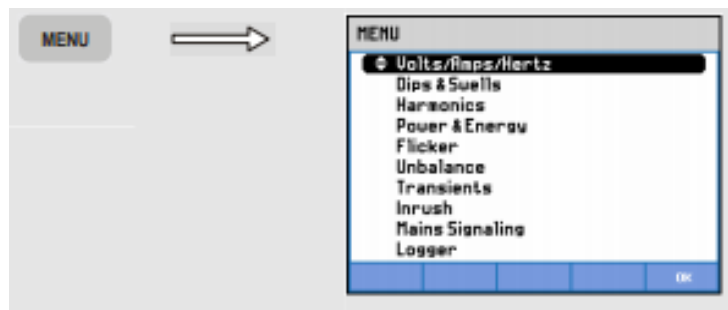 MENU
MENU
Volts/Amps/Hertz
Dips & Swells
Harmonics
Power & Energy
Flicker
Unbalance
Transients
Inrush
Mains Signaling
Logger
OK